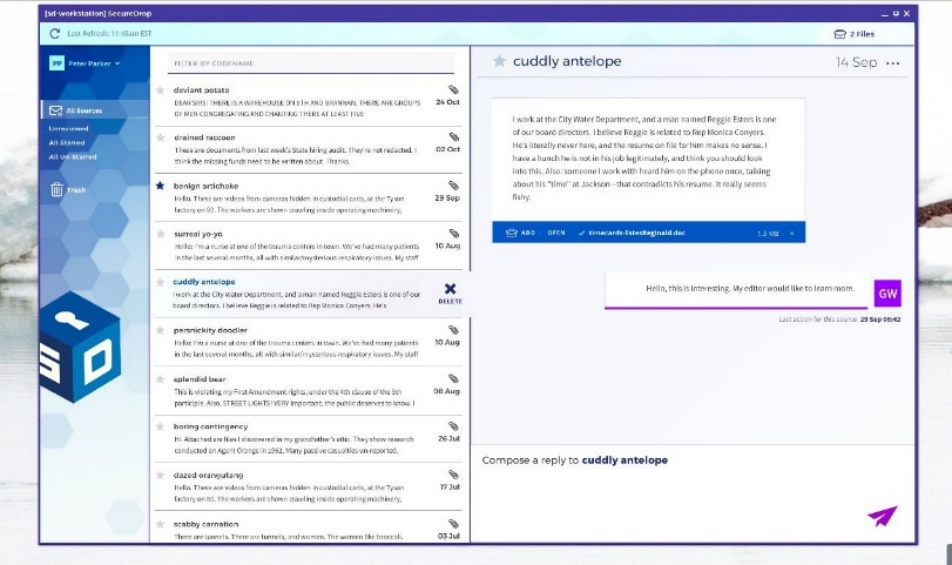 [sd-workstation] SecureDrop
Last Refresh: 11:45am EST
2 Files
PP Peter Parker
All Sources
Unreviewed
All Starred
All Un-Starred
Trash
SD
FILTER BY CODENAME
deviant potato
DEAR SIRS: THERE IS A WAREHOUSE ON 5TH AND BRANNAN. THERE ARE GROUPS
24 Oct
OF MEN CONGREGATING AND CHANTING THERE AT LEAST FIVE
drained raccoon
These are documents from last week's State hiring audit. They're not redacted. I
02 Oct
think the missing funds need to be written about. Thanks.
benign artichoke
Hello. These are videos from cameras hidden in custodial carts, at the Tyson
29 Sep
factory on 60. The workers are shown crawling inside operating machinery,
surreal yo-yo
Hello: I'm a nurse at one of the trauma centers in town. We've had many patients
10 Aug
in the last several months, all with similar/mysterious respiratory issues. My staff
cuddly antelope
I work at the City Water Department, and a man named Reggie Esters is one of our
board directors. I believe Reggie is related to Rep Monica Conyers. He's
DELETE
persnickity doodler
Hello: I'm a nurse at one of the trauma centers in town. We've had many patients
10 Aug
in the last several months, all with similar/mysterious respiratory issues. My staff
splendid bear
This is violating my First Amendment rights, under the 4th clause of the 5th
08 Aug
participle. Also, STREET LIGHTS! VERY important, the public deserves to know. I
boring contingency
Hi. Attached are files I discovered in my grandfather's attic. They show research
26 Jul
conducted on Agent Orange in 1962. Many passive casualties un-reported.
dazed orangutang
Hello. These are videos from cameras hidden in custodial carts, at the Tyson
17 Jul
factory on 60. The workers are shown crawling inside operating machinery,
scabby carnation
There are tunnels. There are tunnels, and women. The women like broccoli.
03 Jul
cuddly antelope
14 Sep
I work at the City Water Department, and a man named Reggie Esters is one
of our board directors. I believe Reggie is related to Rep Monica Conyers.
He's literally never here, and the resume on file for him makes no sense. I
have a hunch he is not in his job legitimately, and think you should look
into this. Also: someone I work with heard him on the phone once, talking
about his "time" at Jackson—that contradicts his resume. It really seems
fishy.
ADD OPEN ✓ timecards-EstesReginald.doc 1.3 MB ×
Hello, this is interesting. My editor would like to learn more.
GW
Last action for this source 29 Sep 08:42
Compose a reply to cuddly antelope